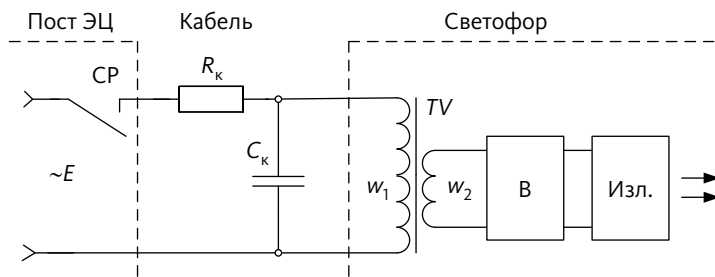 Пост ЭЦ
Кабель
Светофор
СР
Rк
TV
Cк
~E
w1
w2
В
Изл.